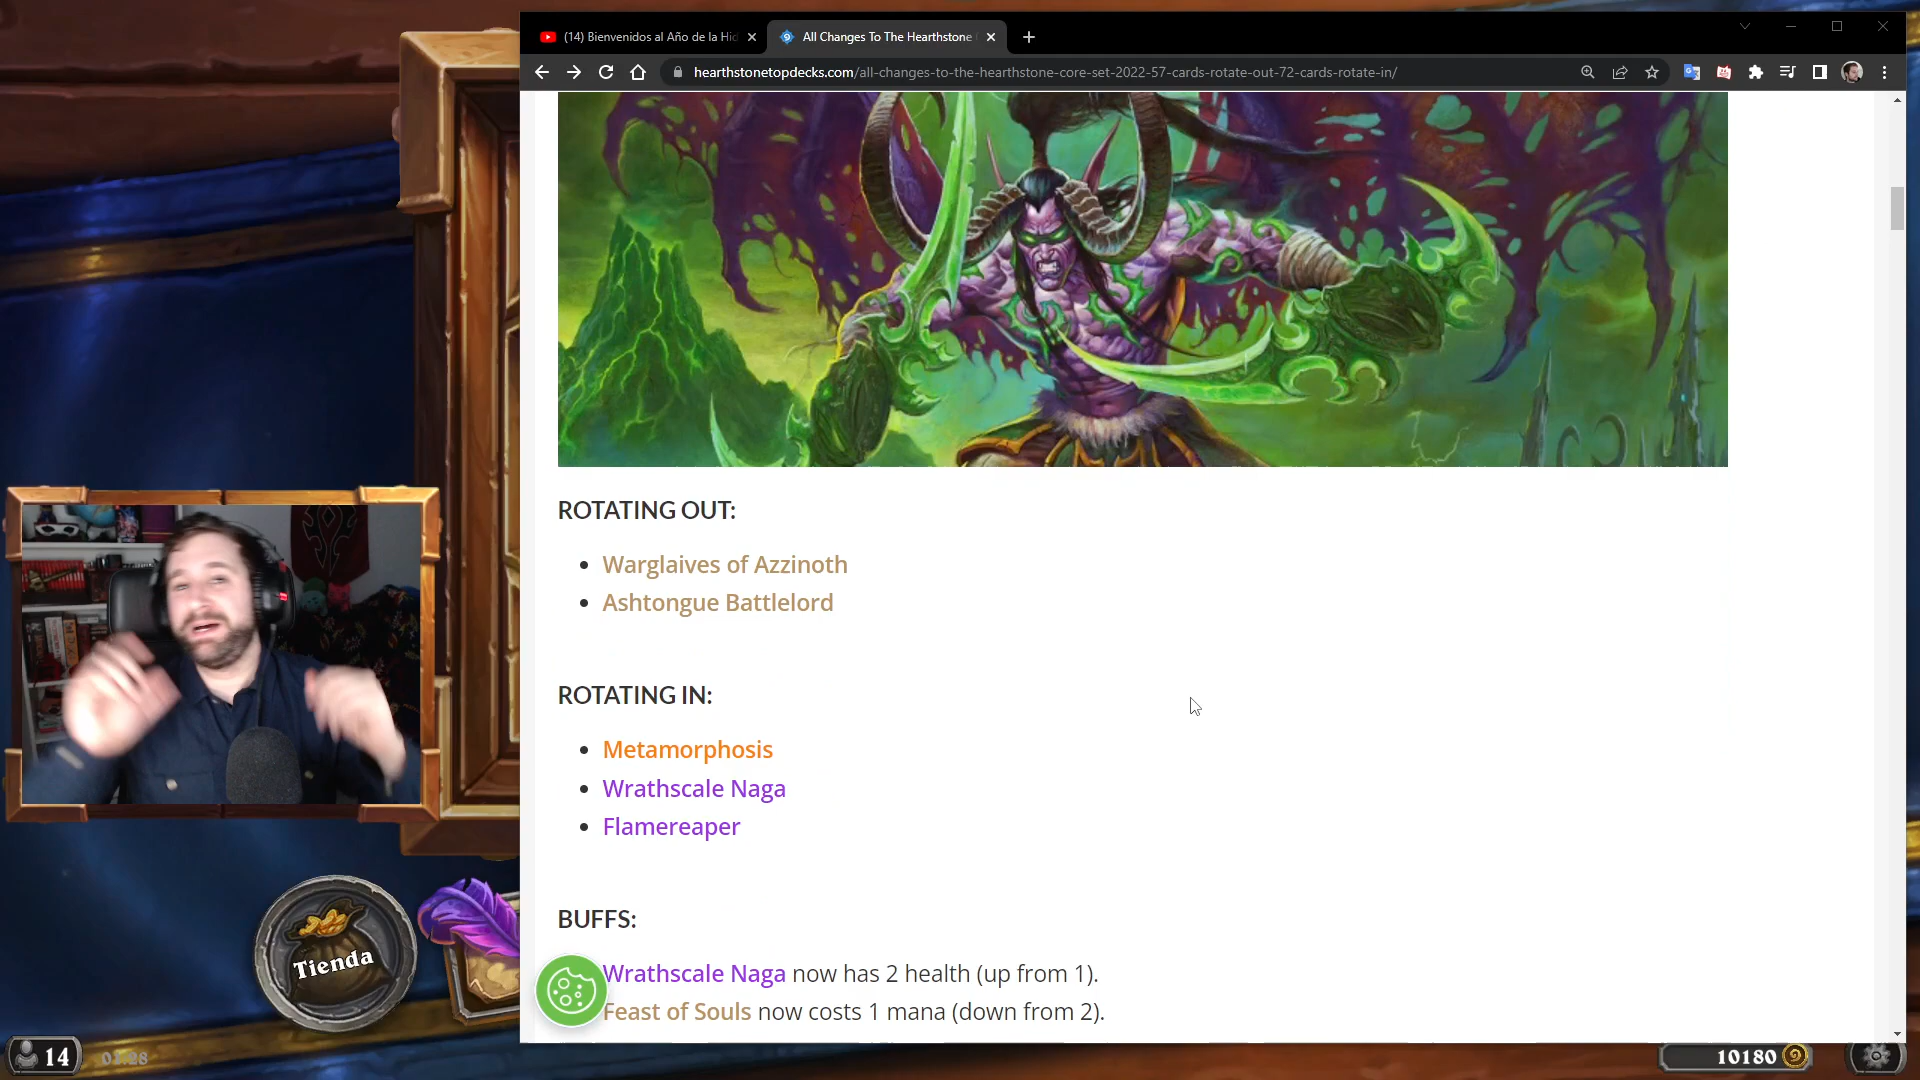 (14) Bienvenidos al Año de la Hid
All Changes To The Hearthstone
hearthstonetopdecks.com/all-changes-to-the-hearthstone-core-set-2022-57-cards-rotate-out-72-cards-rotate-in/
ROTATING OUT:
Warglaives of Azzinoth
Ashtongue Battlelord
ROTATING IN:
Metamorphosis
Wrathscale Naga
Flamereaper
BUFFS:
Wrathscale Naga now has 2 health (up from 1).
Feast of Souls now costs 1 mana (down from 2).
Tienda
14
01:28
10180